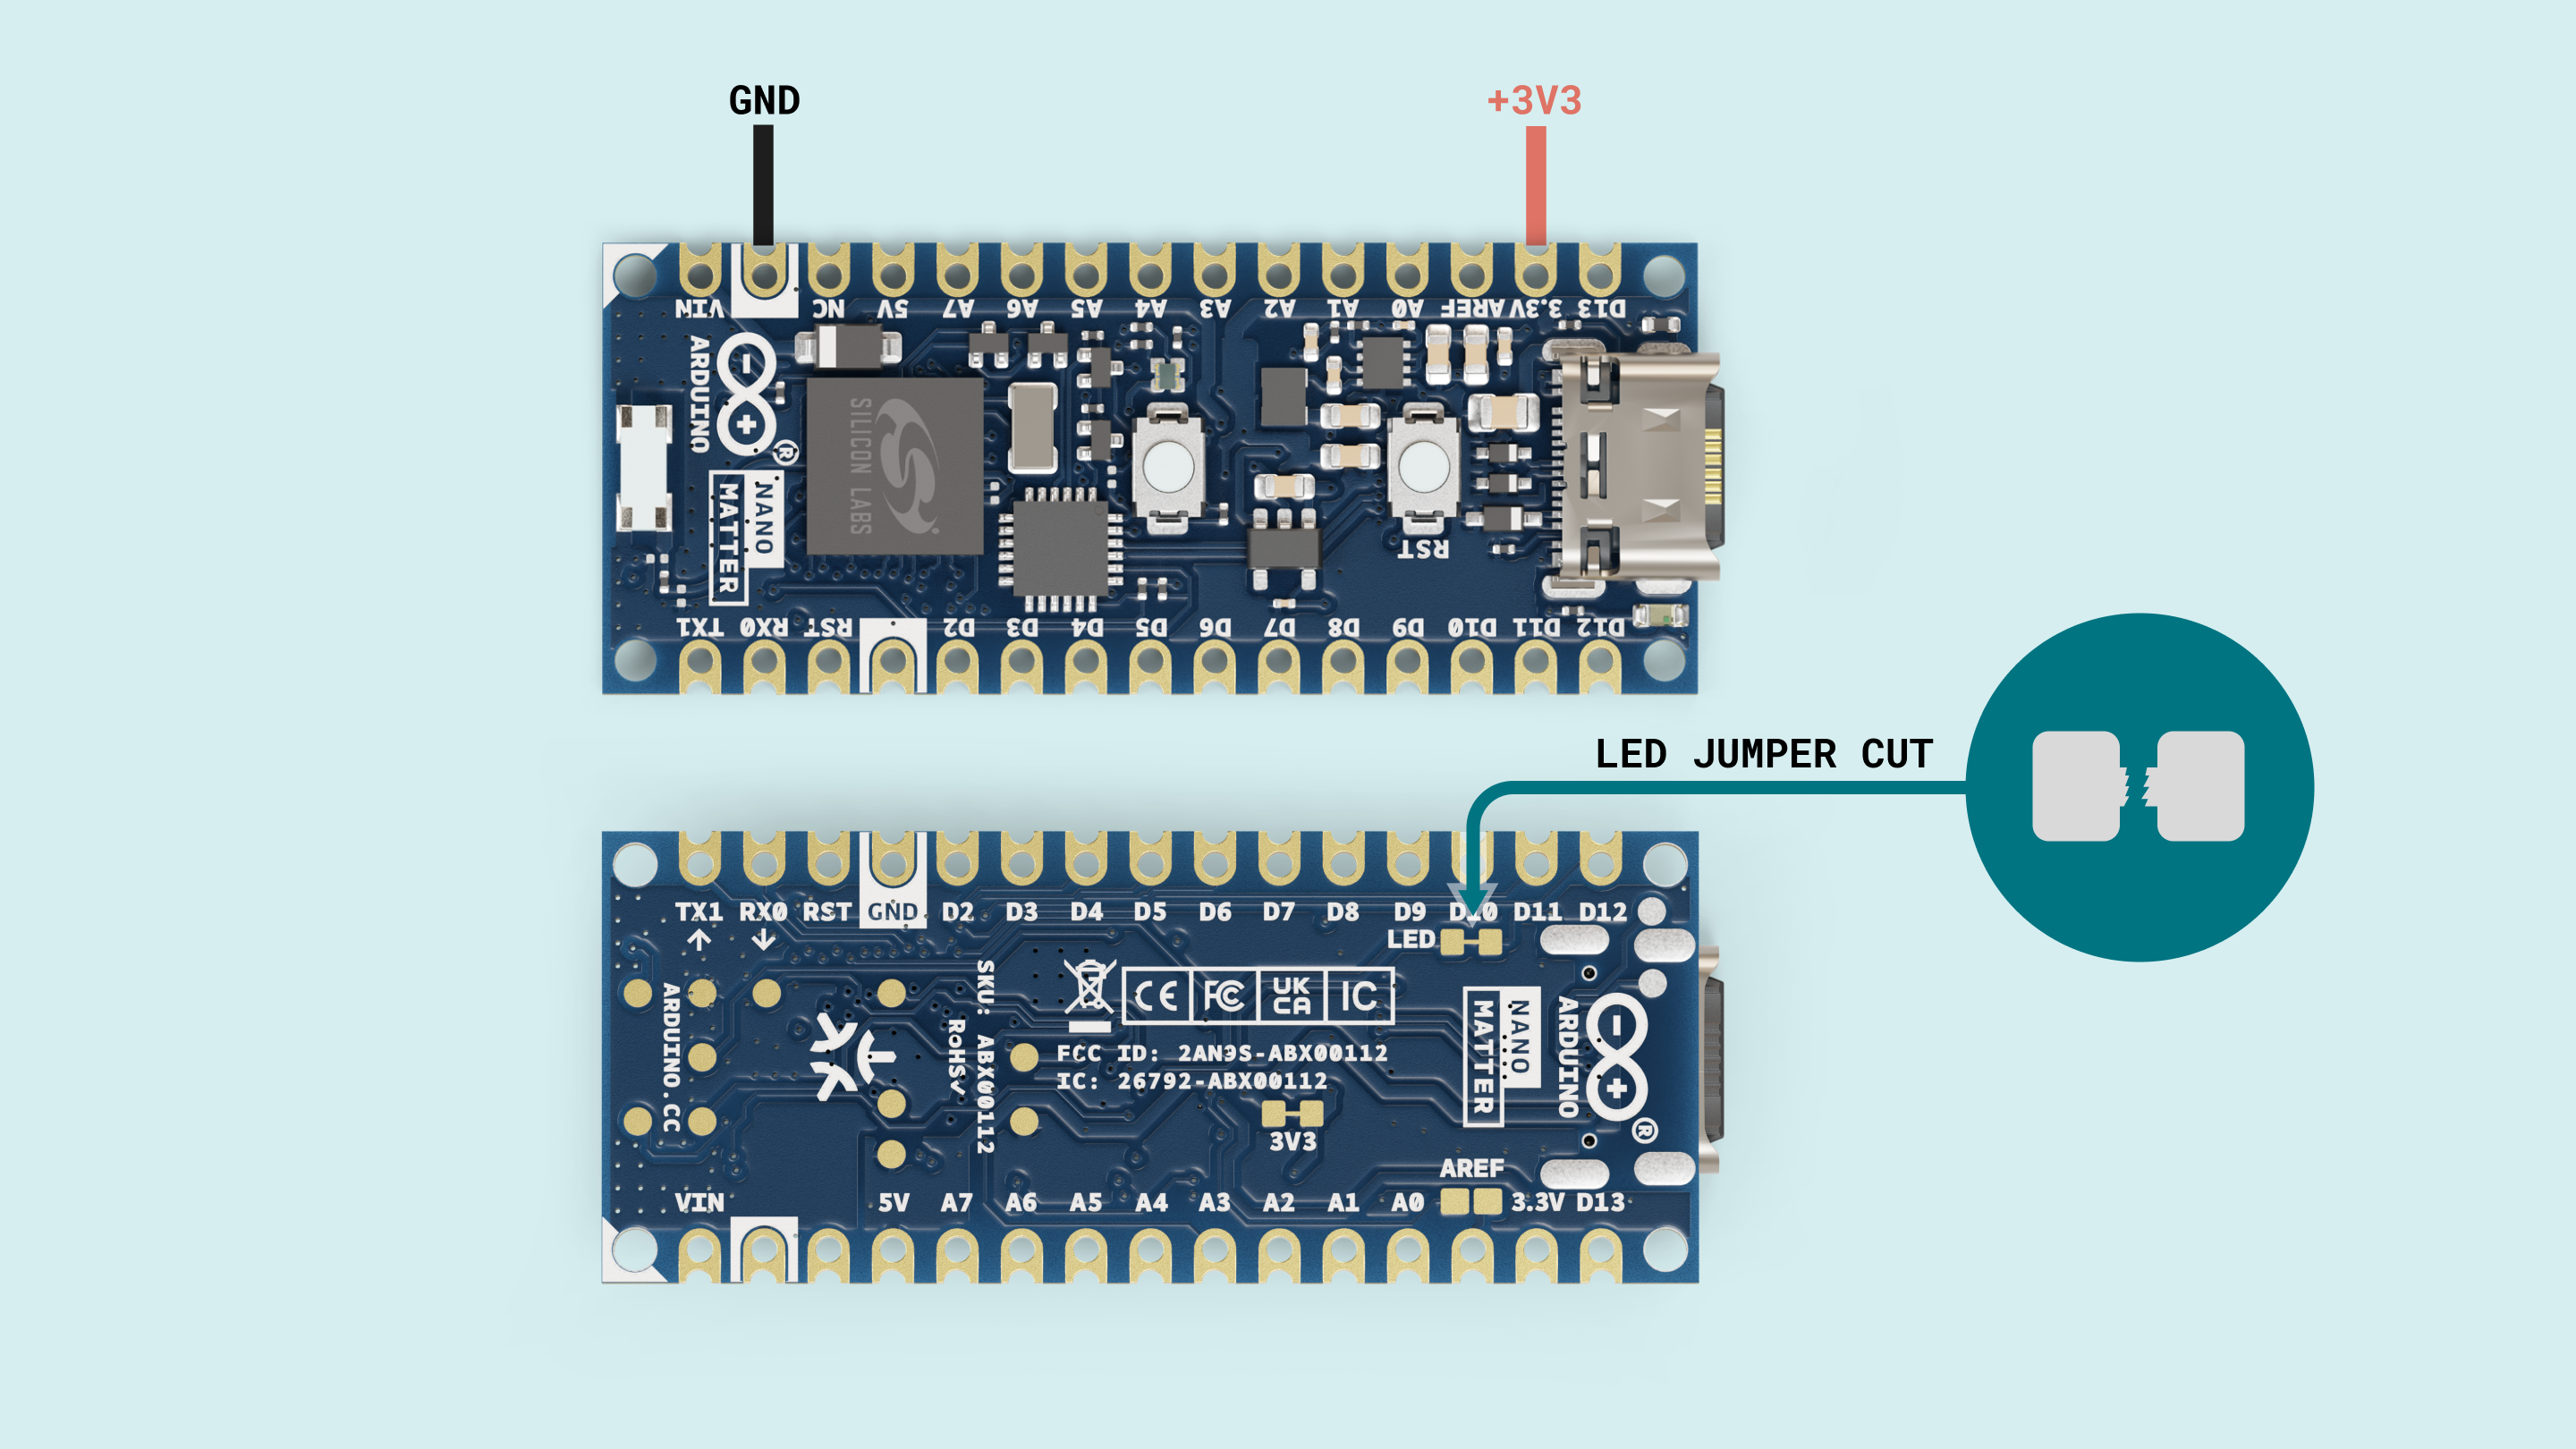 GND
+3V3
VIN NC 5V A7 A6 A5 A4 A3 A2 A1 A0 AREF 3.3V D13
ARDUINO
®
NANO
MATTER
SILICON LABS
RST
TX1 RX0 RST D2 D3 D4 D5 D6 D7 D8 D9 D10 D11 D12
LED JUMPER CUT
TX1 RX0 RST GND D2 D3 D4 D5 D6 D7 D8 D9 D10 D11 D12
LED
ARDUINO.CC
SKU: ABX00112
RoHS✓
CE FC UK CA IC
FCC ID: 2AN9S-ABX00112
IC: 26792-ABX00112
3V3
NANO
MATTER
ARDUINO
®
AREF
VIN 5V A7 A6 A5 A4 A3 A2 A1 A0 3.3V D13